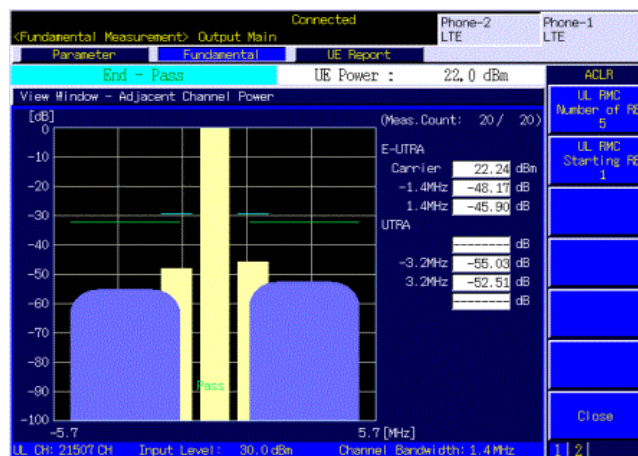 Connected
Phone-2
LTE
Phone-1
LTE
<Fundamental Measurement> Output Main
Parameter
Fundamental
UE Report
End - Pass
UE Power :
22.0 dBm
ACLR
View Window - Adjacent Channel Power
UL RMC
Number of RB
5
[dB]
(Meas.Count: 20/ 20)
0
-10
-20
-30
-40
-50
-60
-70
-80
-90
-100
E-UTRA
Carrier 22.24 dBm
-1.4MHz -48.17 dB
1.4MHz -45.90 dB
UTRA
------- dB
-3.2MHz -55.03 dB
3.2MHz -52.51 dB
------- dB
UL RMC
Starting RB
1
Pass
-5.7
5.7 [MHz]
Close
UL CH: 21507 CH Input Level: 30.0 dBm Channel Bandwidth: 1.4 MHz
1 2